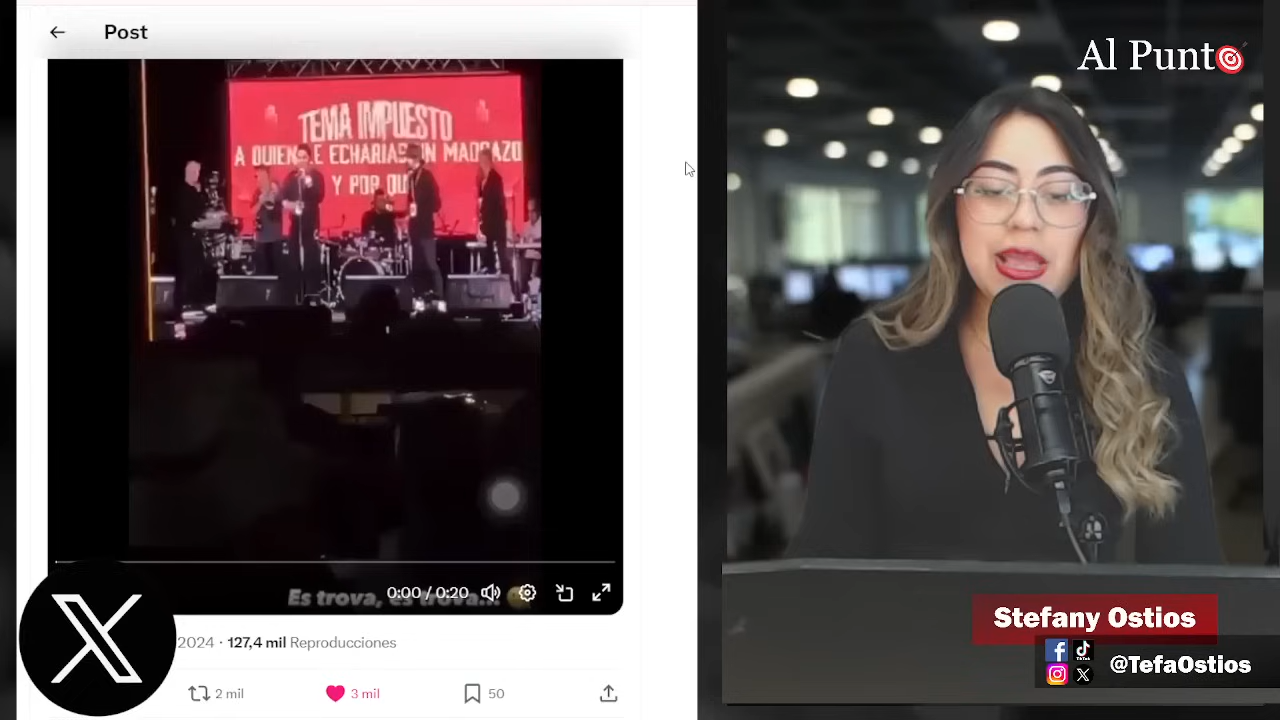 Post
TEMA IMPUESTO
A QUIEN LE ECHARIAS UN MADRAZO
Y POR QU
Es trova, es trova...
0:00 / 0:20
2024 · 127,4 mil Reproducciones
2 mil
3 mil
50
Al Punto
Stefany Ostios
@TefaOstios